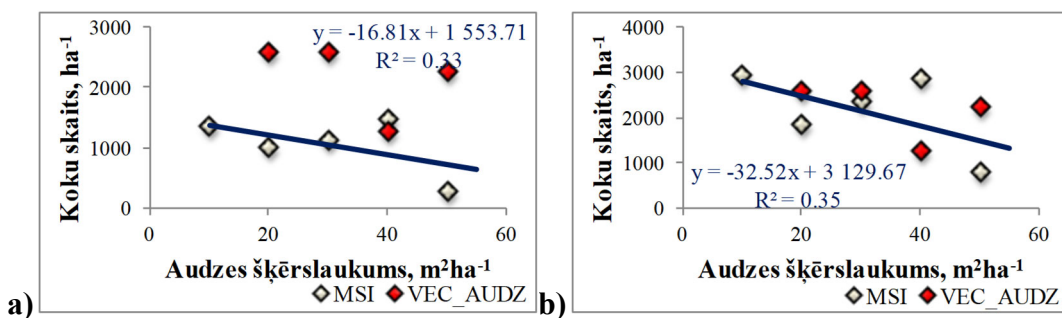 3000
2000
1000
0
Koku skaits, ha⁻¹
y = -16.81x + 1 553.71
R² = 0.33
0 20 40 60
Audzes šķērslaukums, m²ha⁻¹
MSI VEC_AUDZ
a)
4000
3000
2000
1000
0
Koku skaits, ha⁻¹
y = -32.52x + 3 129.67
R² = 0.35
0 20 40 60
Audzes šķērslaukums, m²ha⁻¹
MSI VEC_AUDZ
b)